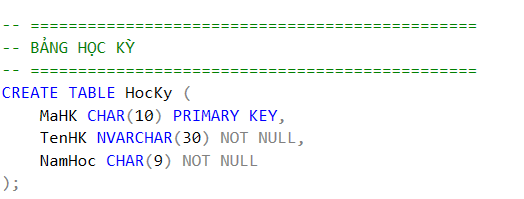 -- ===============================================
-- BẢNG HỌC KỲ
-- ===============================================
CREATE TABLE HocKy (
    MaHK CHAR(10) PRIMARY KEY,
    TenHK NVARCHAR(30) NOT NULL,
    NamHoc CHAR(9) NOT NULL
);